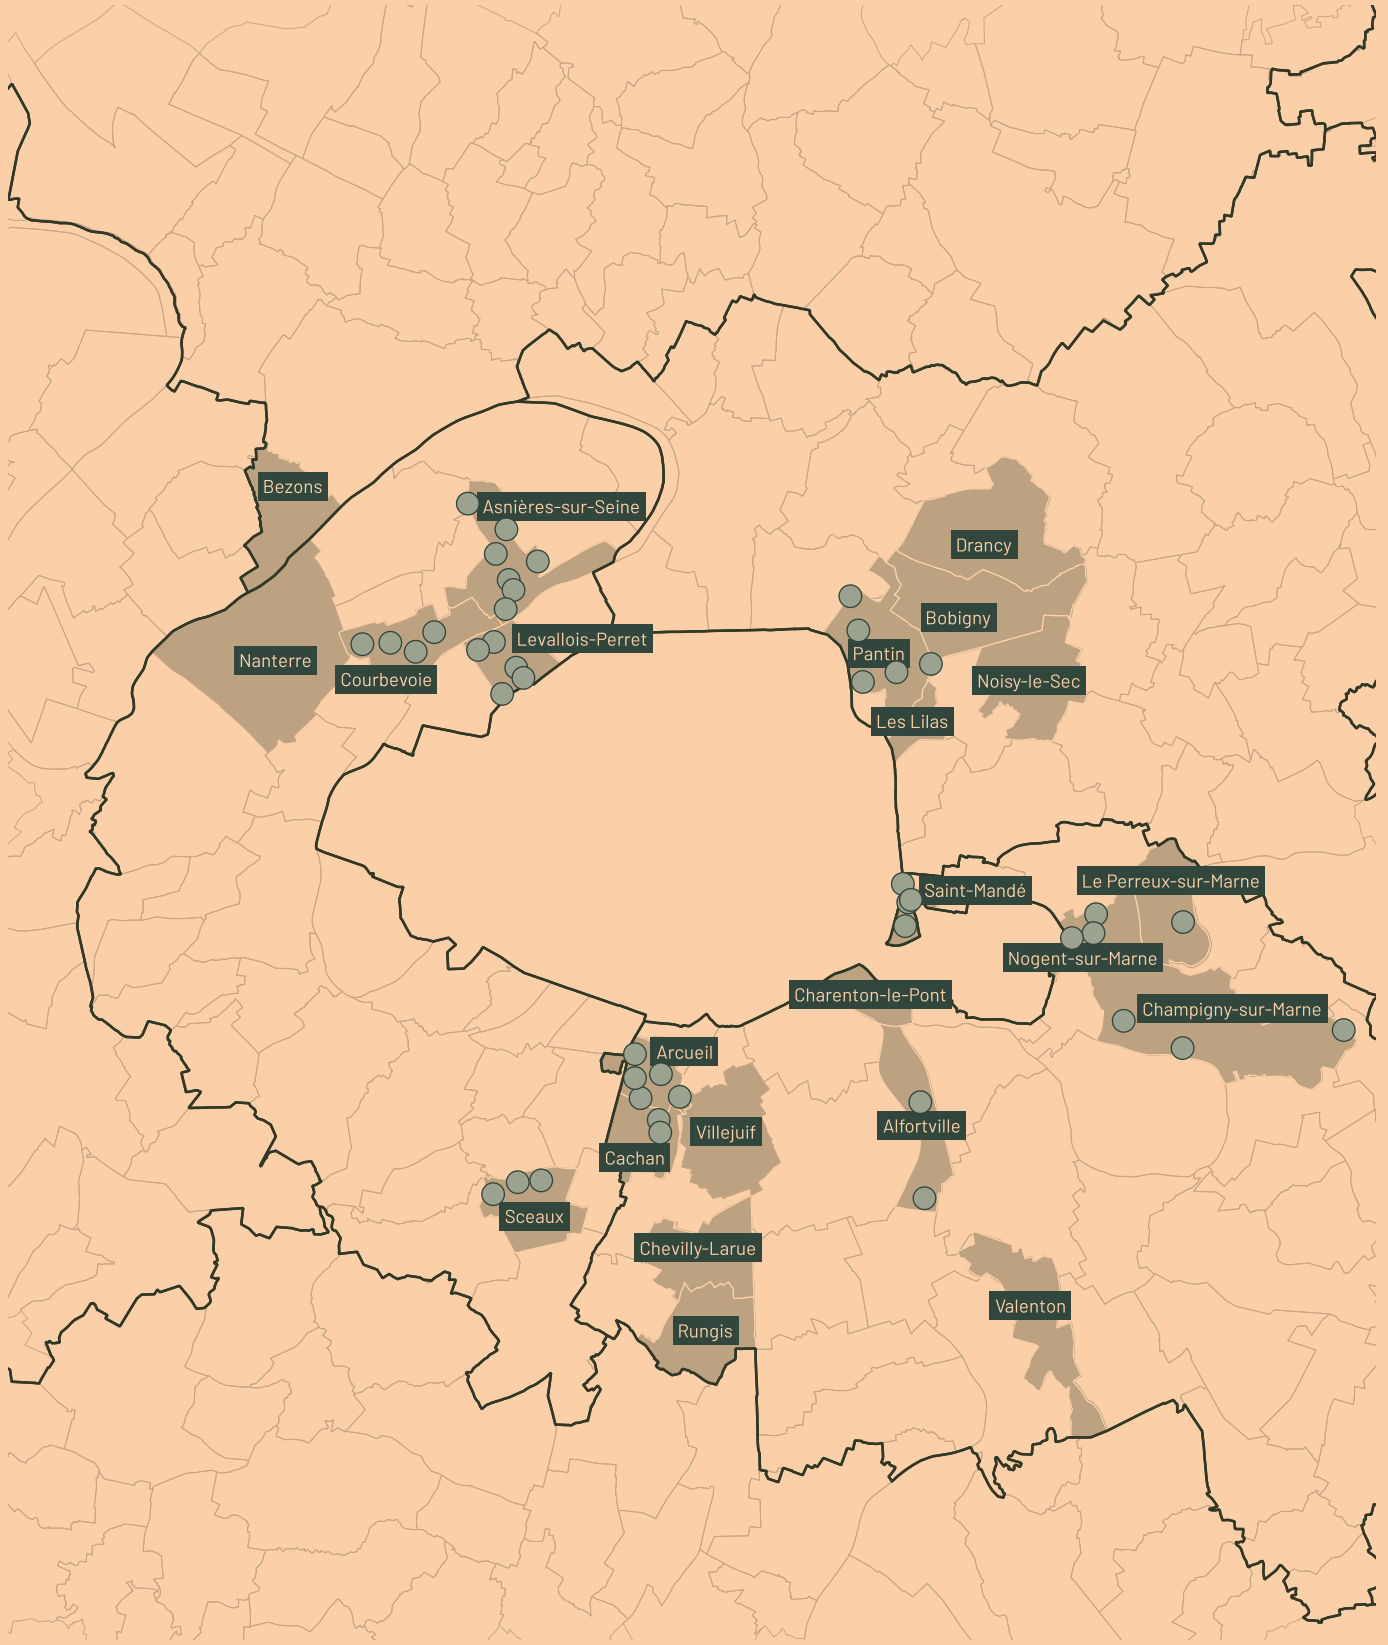 Bezons
Asnières-sur-Seine
Drancy
Bobigny
Levallois-Perret
Pantin
Nanterre
Courbevoie
Noisy-le-Sec
Les Lilas
Le Perreux-sur-Marne
Saint-Mandé
Nogent-sur-Marne
Charenton-le-Pont
Champigny-sur-Marne
Arcueil
Alfortville
Villejuif
Cachan
Sceaux
Chevilly-Larue
Valenton
Rungis